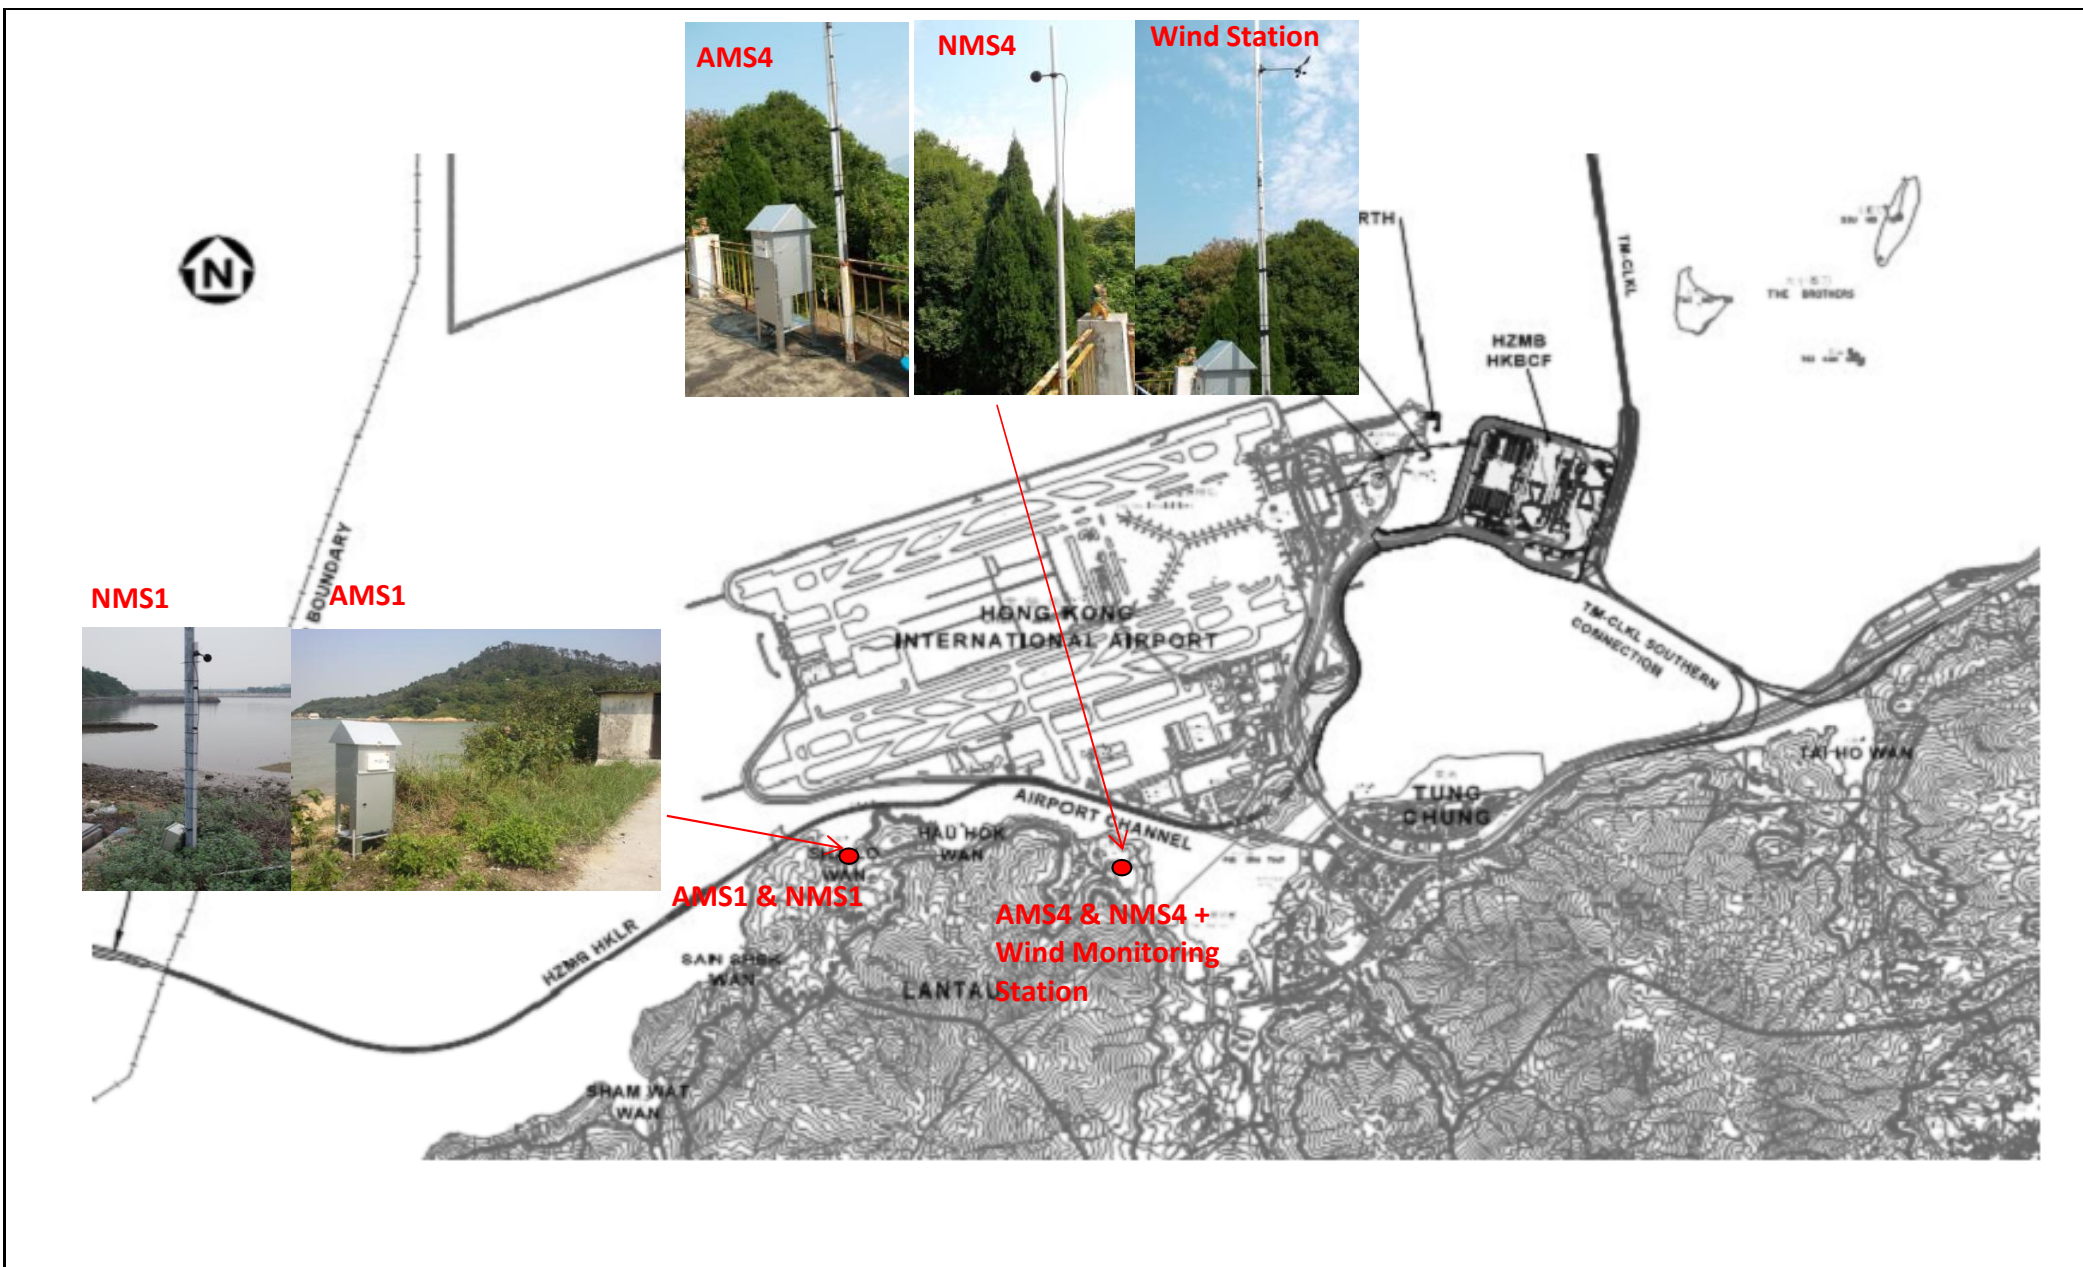 AMS4
NMS4
Wind Station
RTH
TM-CLKL
THE BROTHERS
N
HZMB
HKBCF
BOUNDARY
NMS1
AMS1
HONG KONG
INTERNATIONAL AIRPORT
TM-CLKL SOUTHERN
CONNECTION
TAI HO WAN
TUNG
CHUNG
AIRPORT CHANNEL
HAU HOK
WAN
WAN
AMS1 & NMS1
AMS4 & NMS4 +
Wind Monitoring
Station
HZMB HKLR
SAN SHEK
WAN
LANTAU
SHAM WAT
WAN